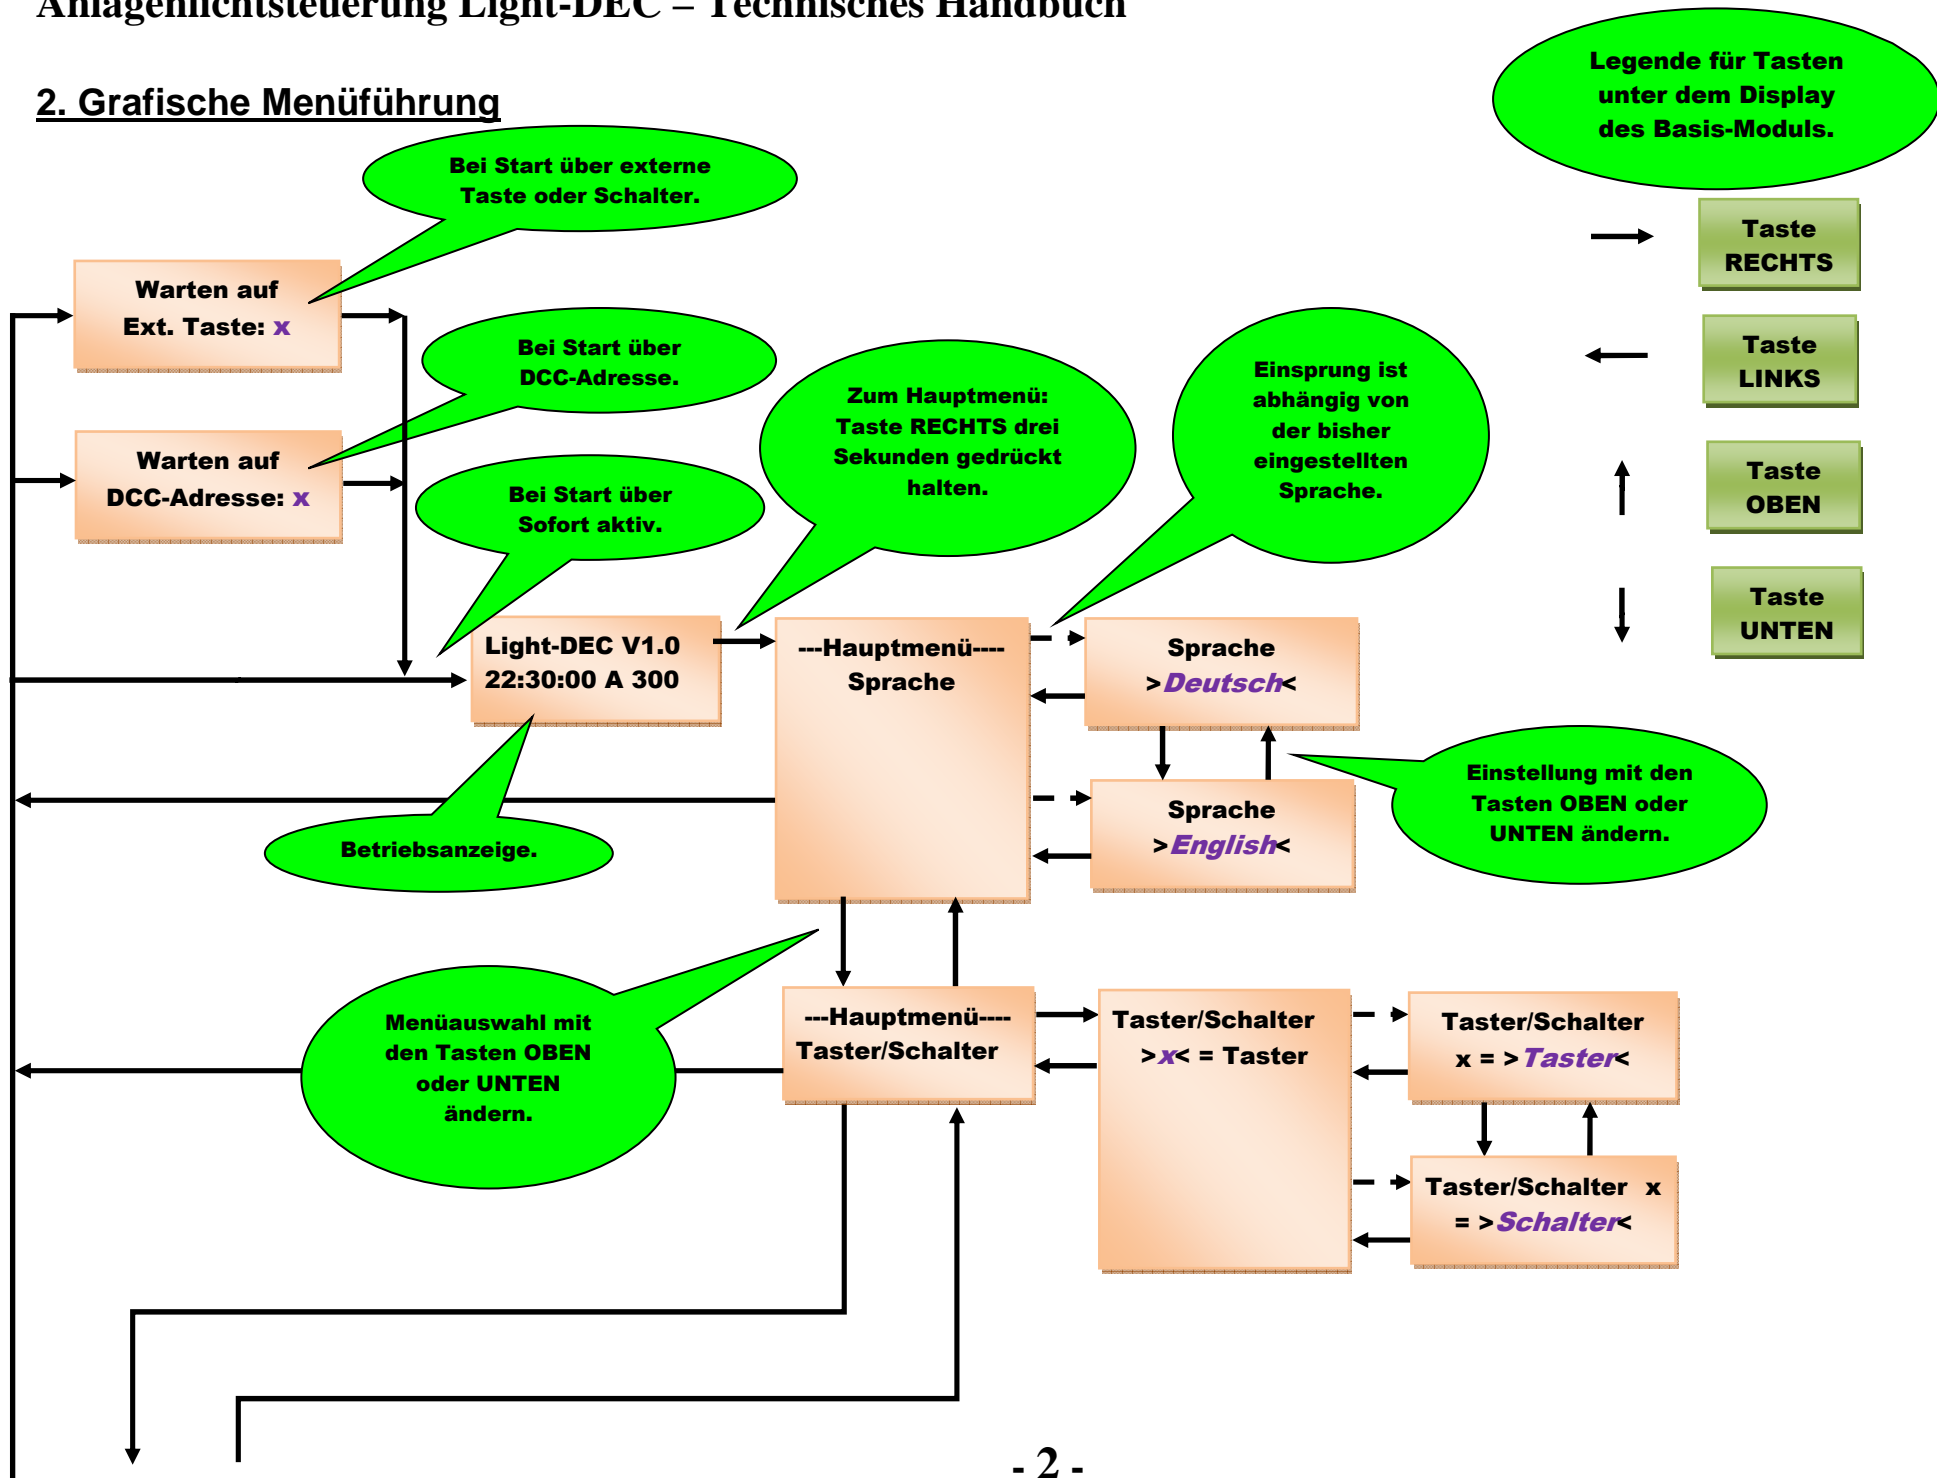 Anlagenlichtsteuerung Light-DEC – Technisches Handbuch
2. Grafische Menüführung
Legende für Tasten
unter dem Display
des Basis-Moduls.
Taste
RECHTS
Taste
LINKS
Taste
OBEN
Taste
UNTEN
Bei Start über externe
Taste oder Schalter.
Warten auf
Ext. Taste: x
Bei Start über
DCC-Adresse.
Warten auf
DCC-Adresse: x
Bei Start über
Sofort aktiv.
Zum Hauptmenü:
Taste RECHTS drei
Sekunden gedrückt
halten.
Einsprung ist
abhängig von
der bisher
eingestellten
Sprache.
Light-DEC V1.0
22:30:00 A 300
---Hauptmenü----
Sprache
Sprache
>Deutsch<
Sprache
>English<
Einstellung mit den
Tasten OBEN oder
UNTEN ändern.
Betriebsanzeige.
Menüauswahl mit
den Tasten OBEN
oder UNTEN
ändern.
---Hauptmenü----
Taster/Schalter
Taster/Schalter
>x< = Taster
Taster/Schalter
x = >Taster<
Taster/Schalter x
= >Schalter<
- 2 -